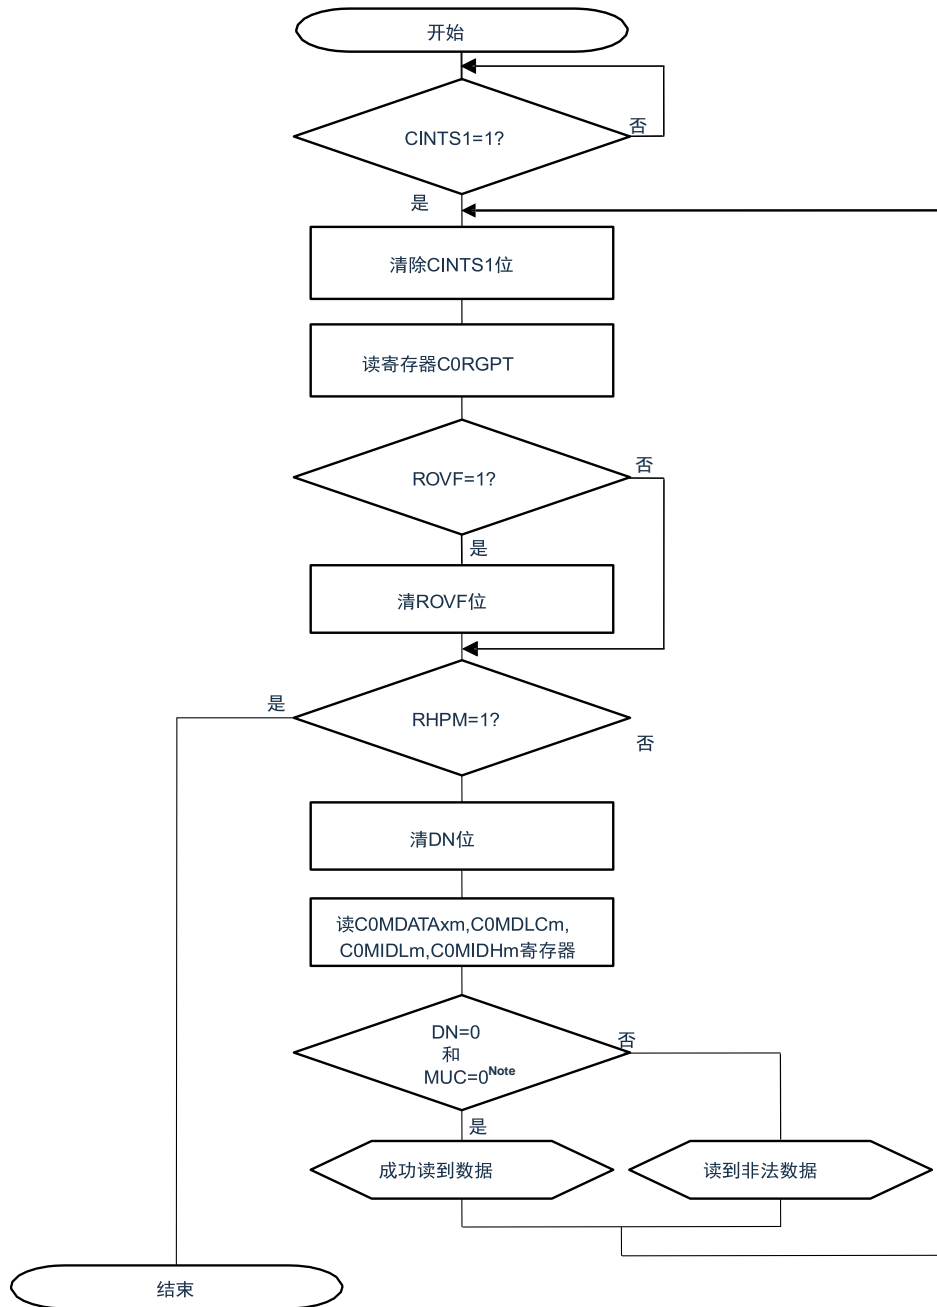 开始
CINTS1=1?
否
是
清除CINTS1位
读寄存器C0RGPT
ROVF=1?
否
是
清ROVF位
是
RHPM=1?
否
清DN位
读C0MDATAxm,C0MDLCm,
C0MIDLm,C0MIDHm寄存器
DN=0
和
MUC=0Note
否
是
成功读到数据
读到非法数据
结束